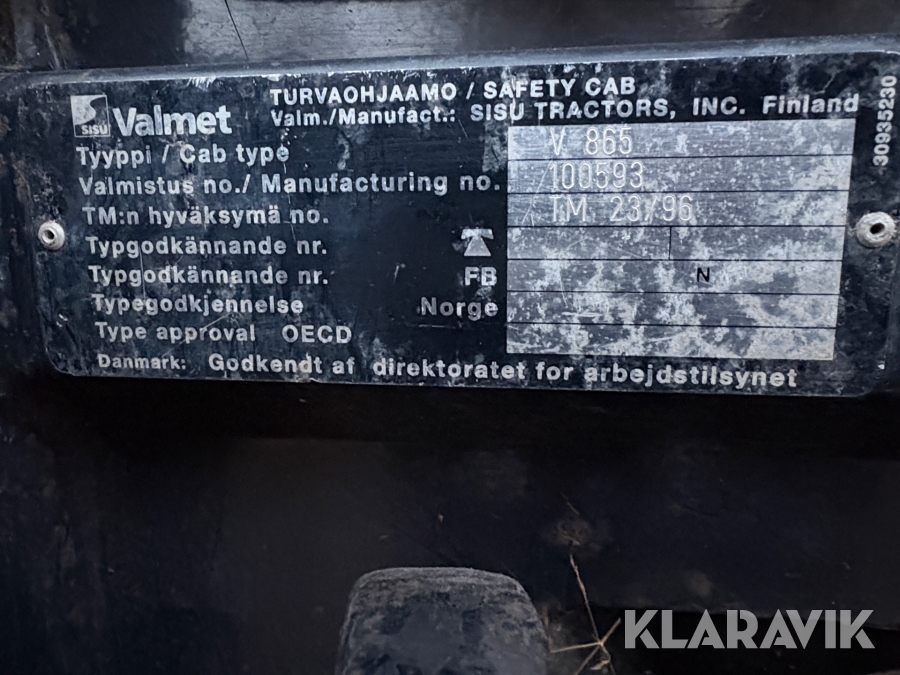 SISU Valmet
TURVAOHJAAMO / SAFETY CAB
Valm./Manufact.: SISU TRACTORS, INC. Finland
Tyyppi / Cab type V 865
Valmistus no./ Manufacturing no. 100593
TM:n hyväksymä no. TM 23/96
Typgodkännande nr.
Typgodkännande nr. FB N
Typegodkjennelse Norge
Type approval OECD
Danmark: Godkendt af direktoratet for arbejdstilsynet
30935230
KLARAVIK